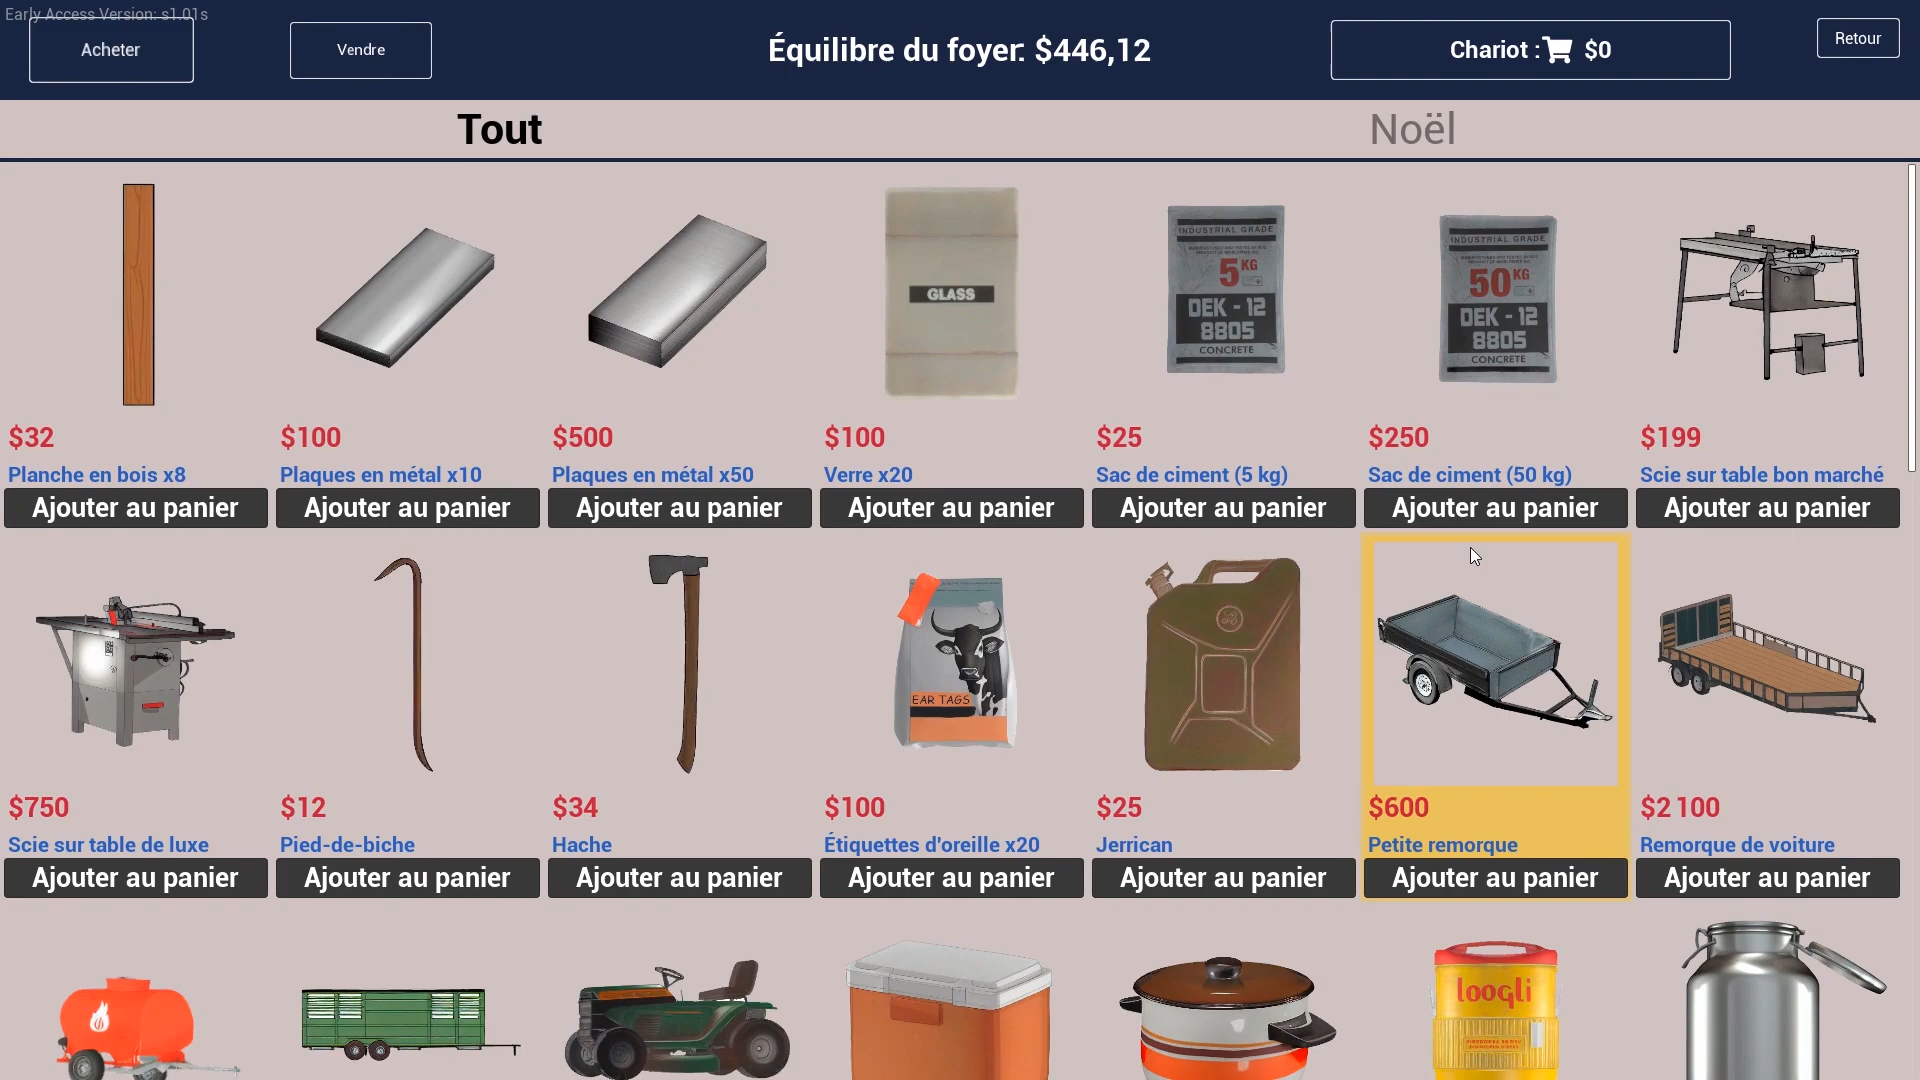 Early Access Version: s1.01s
Acheter
Vendre
Équilibre du foyer: $446,12
Chariot : $0
Retour
Tout
Noël
GLASS
INDUSTRIAL GRADE
5KG
DEK - 12
8805
CONCRETE
INDUSTRIAL GRADE
50KG
DEK - 12
8805
CONCRETE
$32
$100
$500
$100
$25
$250
$199
Planche en bois x8
Plaques en métal x10
Plaques en métal x50
Verre x20
Sac de ciment (5 kg)
Sac de ciment (50 kg)
Scie sur table bon marché
Ajouter au panier
Ajouter au panier
Ajouter au panier
Ajouter au panier
Ajouter au panier
Ajouter au panier
Ajouter au panier
EAR TAGS
$750
$12
$34
$100
$25
$600
$2 100
Scie sur table de luxe
Pied-de-biche
Hache
Étiquettes d'oreille x20
Jerrican
Petite remorque
Remorque de voiture
Ajouter au panier
Ajouter au panier
Ajouter au panier
Ajouter au panier
Ajouter au panier
Ajouter au panier
Ajouter au panier
loogli